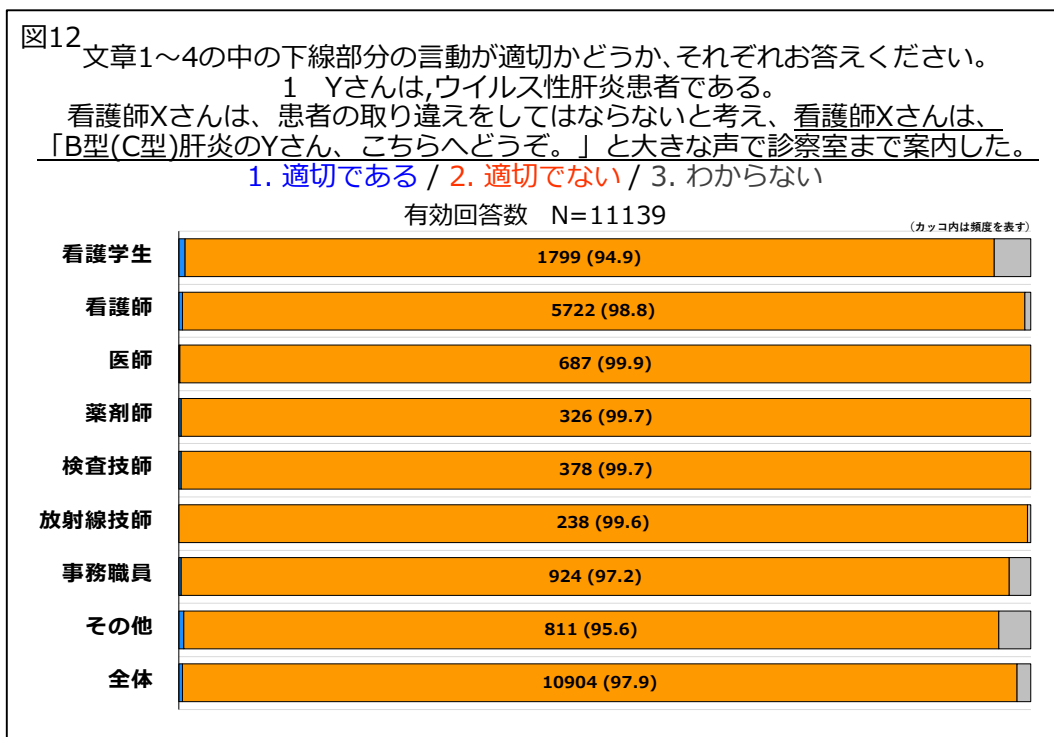 図12
文章1～4の中の下線部分の言動が適切かどうか、それぞれお答えください。
1　Yさんは,ウイルス性肝炎患者である。
看護師Xさんは、患者の取り違えをしてはならないと考え、看護師Xさんは、
「B型(C型)肝炎のYさん、こちらへどうぞ。」と大きな声で診察室まで案内した。
1. 適切である / 2. 適切でない / 3. わからない
有効回答数　N=11139
(カッコ内は頻度を表す)
看護学生 1799 (94.9)
看護師 5722 (98.8)
医師 687 (99.9)
薬剤師 326 (99.7)
検査技師 378 (99.7)
放射線技師 238 (99.6)
事務職員 924 (97.2)
その他 811 (95.6)
全体 10904 (97.9)